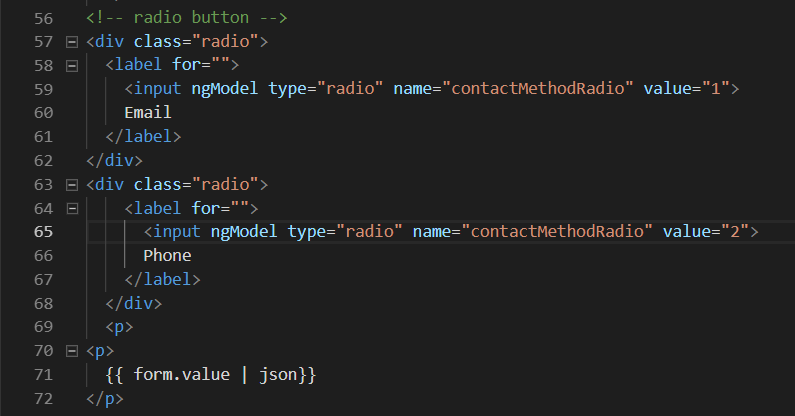 56 <!-- radio button -->
57 <div class="radio">
58 <label for="">
59 <input ngModel type="radio" name="contactMethodRadio" value="1">
60 Email
61 </label>
62 </div>
63 <div class="radio">
64 <label for="">
65 <input ngModel type="radio" name="contactMethodRadio" value="2">
66 Phone
67 </label>
68 </div>
69 <p>
70 <p>
71 {{ form.value | json}}
72 </p>